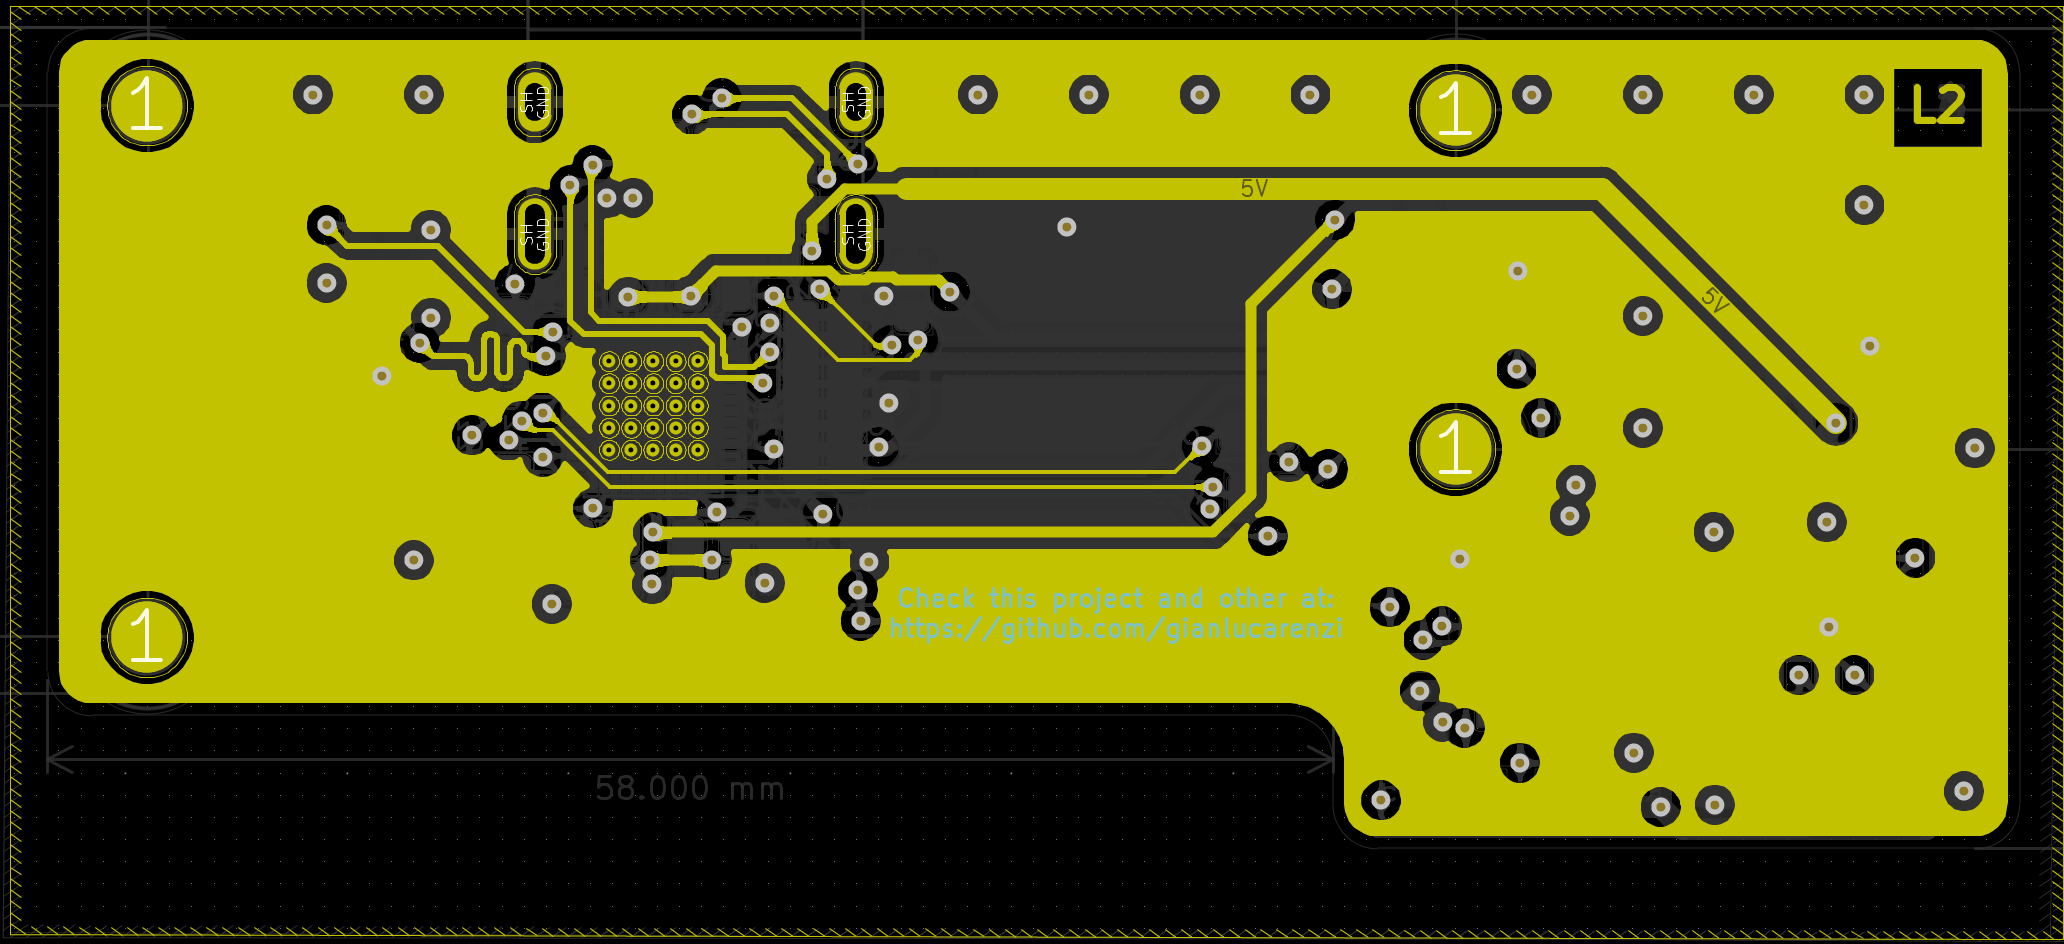 1
SH
GND
SH
GND
1
L2
5V
SH
GND
SH
GND
5V
1
Check this project and other at:
https://github.com/gianlucarenzi
1
58.000 mm